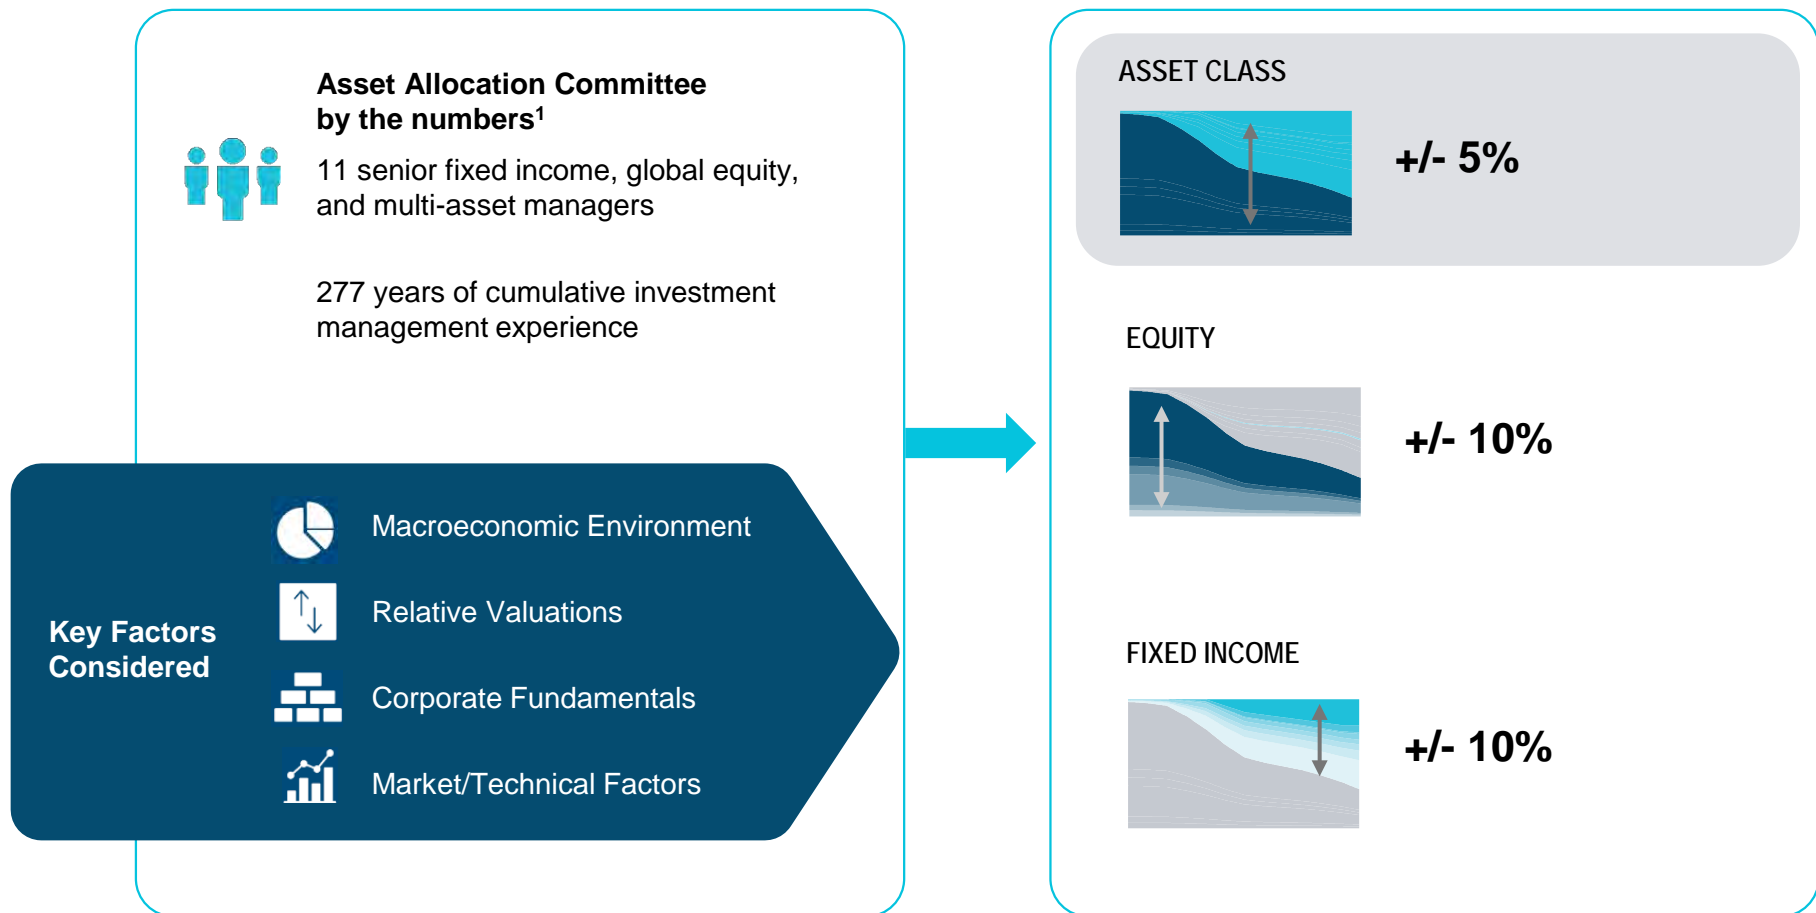 Asset Allocation Committee
by the numbers1
11 senior fixed income, global equity,
and multi-asset managers
277 years of cumulative investment
management experience
Key Factors
Considered
Macroeconomic Environment
Relative Valuations
Corporate Fundamentals
Market/Technical Factors
ASSET CLASS
+/- 5%
EQUITY
+/- 10%
FIXED INCOME
+/- 10%